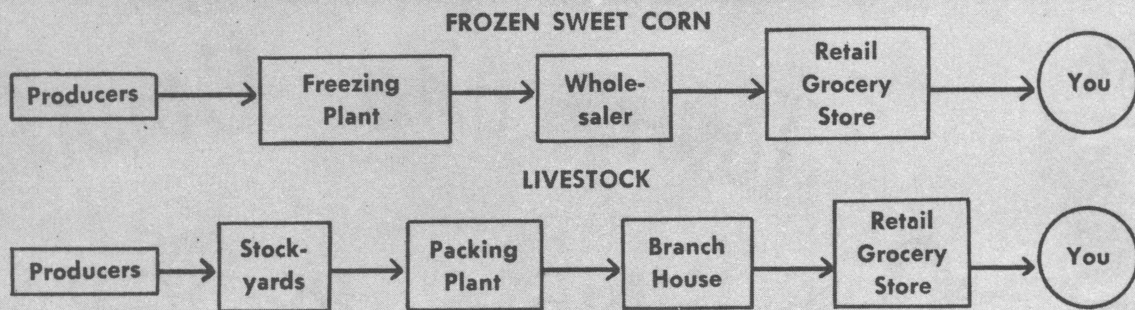 FROZEN SWEET CORN
Producers
Freezing
Plant
Whole-
saler
Retail
Grocery
Store
You
LIVESTOCK
Producers
Stock-
yards
Packing
Plant
Branch
House
Retail
Grocery
Store
You